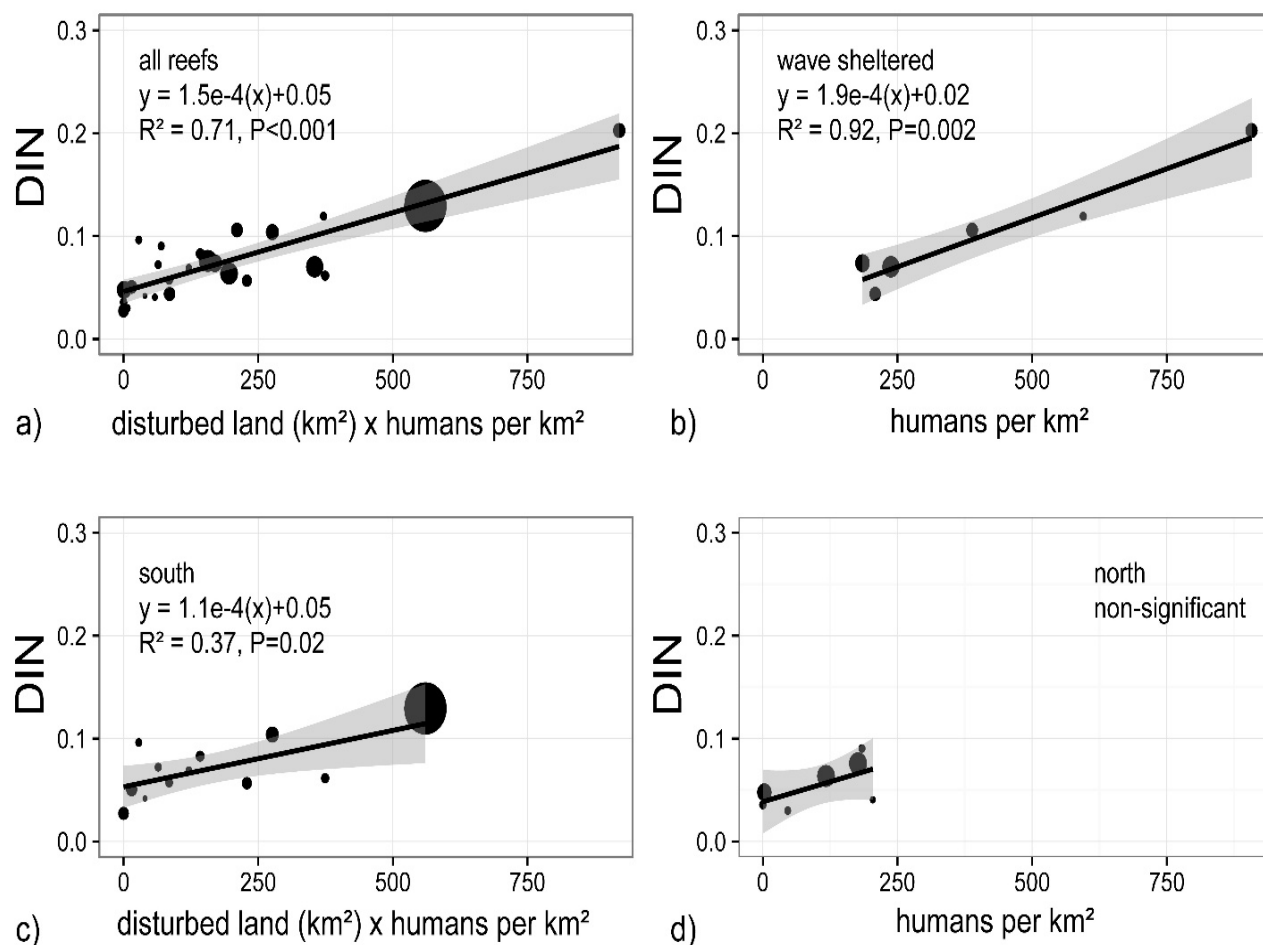 0.3
0.2
0.1
0.0
DIN
all reefs
y = 1.5e-4(x)+0.05
R² = 0.71, P<0.001
0 250 500 750
a) disturbed land (km²) x humans per km²
0.3
0.2
0.1
0.0
DIN
wave sheltered
y = 1.9e-4(x)+0.02
R² = 0.92, P=0.002
0 250 500 750
b) humans per km²
0.3
0.2
0.1
0.0
DIN
south
y = 1.1e-4(x)+0.05
R² = 0.37, P=0.02
0 250 500 750
c) disturbed land (km²) x humans per km²
0.3
0.2
0.1
0.0
DIN
north
non-significant
0 250 500 750
d) humans per km²